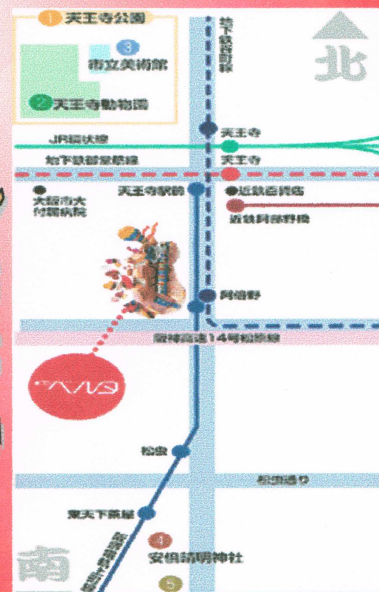 1 天王寺公園
3
市立美術館
2 天王寺動物園
地下鉄谷町線
北
JR環状線
天王寺
地下鉄御堂筋線
天王寺
大阪市大
付属病院
天王寺駅前
近鉄百貨店
近鉄阿部野橋
阿倍野
阪神高速14号松原線
松虫
松虫通り
東天下茶屋
4
安倍晴明神社
南
5